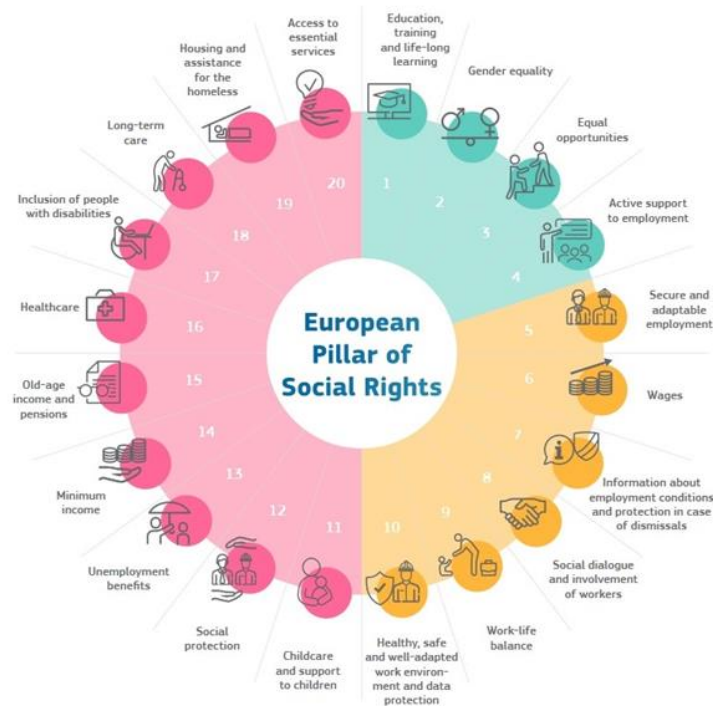 European
Pillar of
Social Rights
1
Education,
training
and life-long
learning
2
Gender equality
3
Equal
opportunities
4
Active support
to employment
5
Secure and
adaptable
employment
6
Wages
7
Information about
employment conditions
and protection in case
of dismissals
8
Social dialogue
and involvement
of workers
9
Work-life
balance
10
Healthy, safe
and well-adapted
work environ-
ment and data
protection
11
Childcare
and support
to children
12
Social
protection
13
Unemployment
benefits
14
Minimum
income
15
Old-age
income and
pensions
16
Healthcare
17
Inclusion of people
with disabilities
18
Long-term
care
19
Housing and
assistance
for the
homeless
20
Access to
essential
services